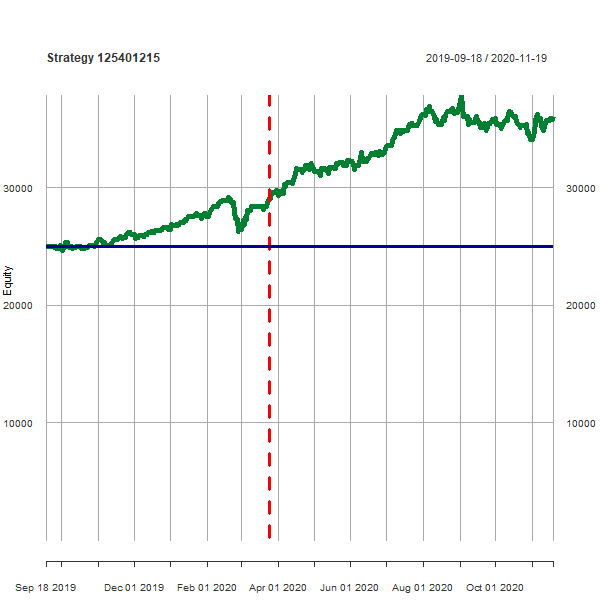 Strategy 125401215
2019-09-18 / 2020-11-19
Equity
30000
30000
20000
20000
10000
10000
Sep 18 2019
Dec 01 2019
Feb 01 2020
Apr 01 2020
Jun 01 2020
Aug 01 2020
Oct 01 2020